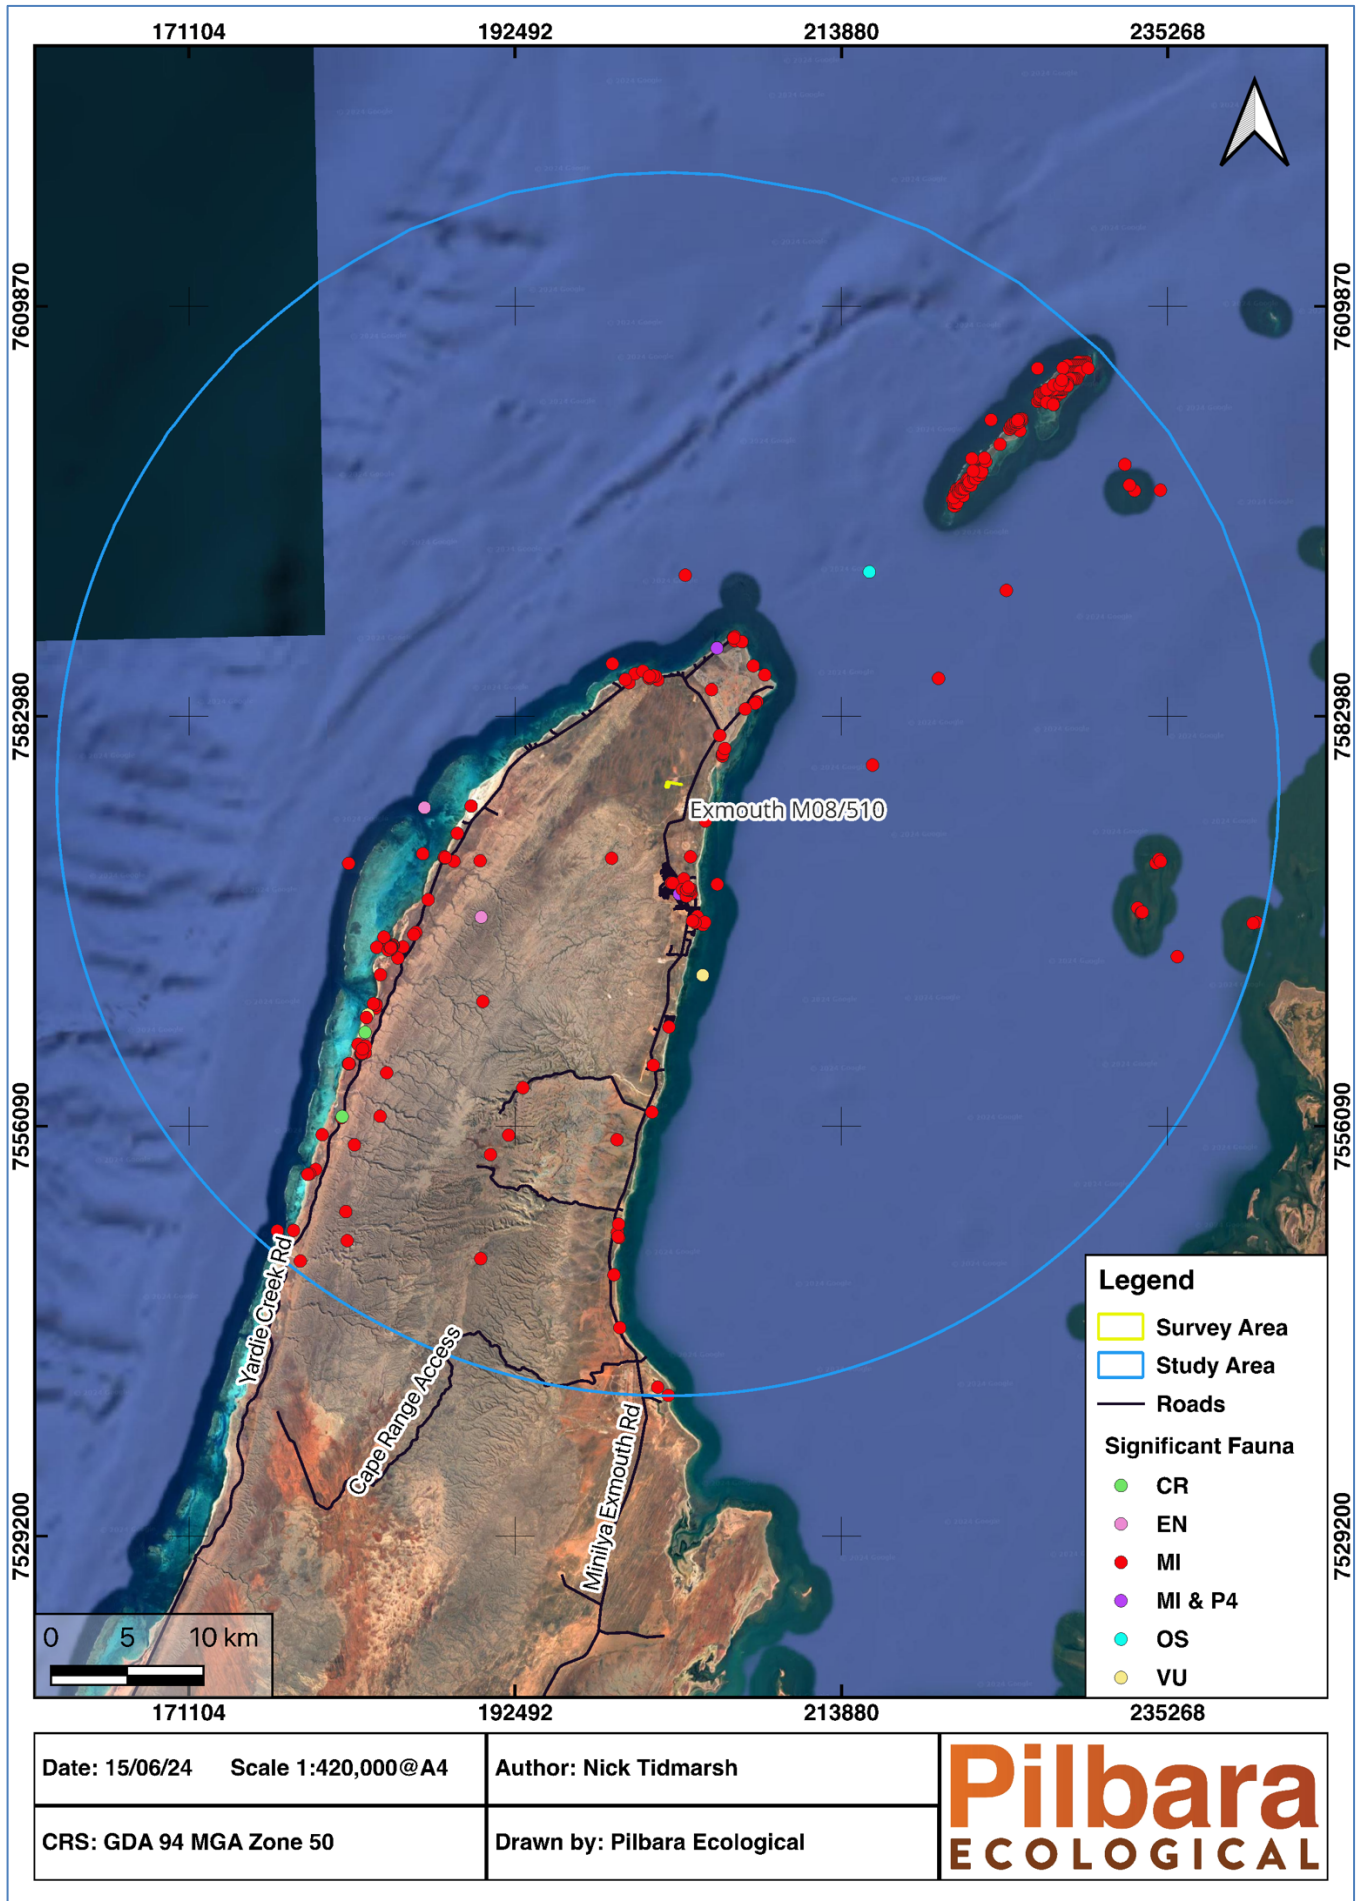 171104 192492 213880 235268
7609870 7609870
7582980 7582980
Exmouth M08/510
7556090 7556090
Yardie Creek Rd
Cape Range Access
Minilya Exmouth Rd
7529200 7529200
Legend
Survey Area
Study Area
Roads
Significant Fauna
CR
EN
MI
MI & P4
OS
VU
0 5 10 km
171104 192492 213880 235268
Date: 15/06/24 Scale 1:420,000@A4
Author: Nick Tidmarsh
CRS: GDA 94 MGA Zone 50
Drawn by: Pilbara Ecological
Pilbara
ECOLOGICAL